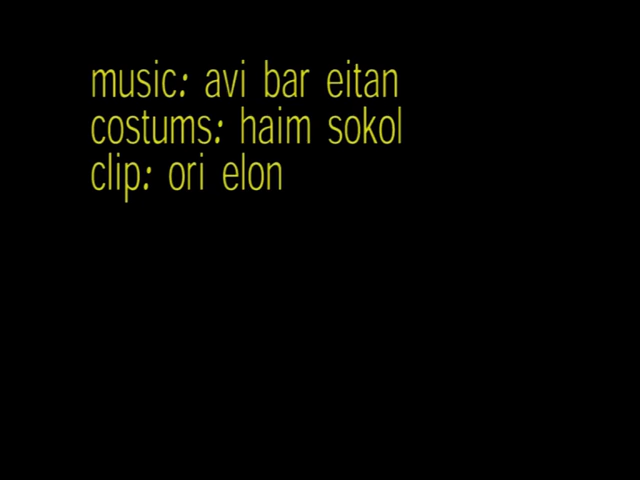 music: avi bar eitan
costums: haim sokol
clip: ori elon